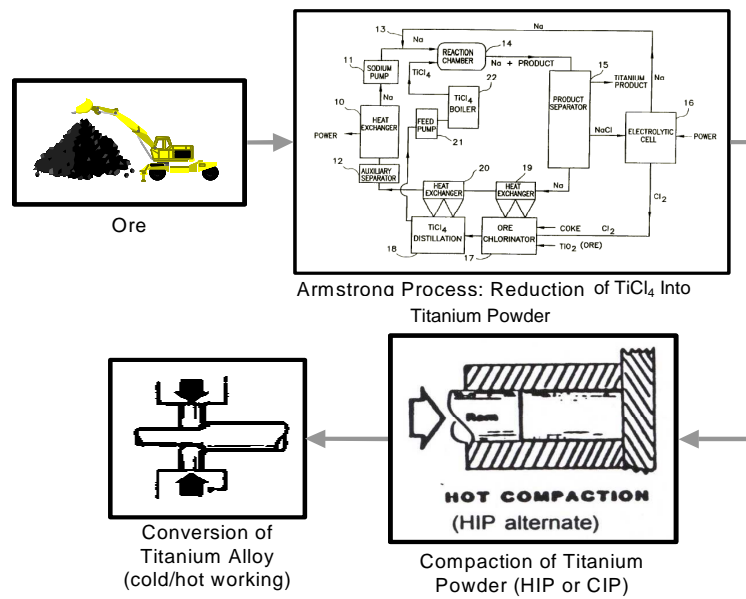 Ore
13
Na
Na
11
SODIUM
PUMP
TiCl4
REACTION
CHAMBER
14
Na + PRODUCT
15
TITANIUM
PRODUCT
Na
16
10
Na
HEAT
EXCHANGER
POWER
22
TiCl4
BOILER
FEED
PUMP
21
PRODUCT
SEPARATOR
NaCl
ELECTROLYTIC
CELL
POWER
12
AUXILIARY
SEPARATOR
20
HEAT
EXCHANGER
19
HEAT
EXCHANGER
Na
Cl2
TiCl4
DISTILLATION
18
ORE
CHLORINATOR
17
COKE
Cl2
TiO2 (ORE)
Armstrong Process: Reduction of TiCl4 Into
Titanium Powder
Ram
HOT COMPACTION
(HIP alternate)
Compaction of Titanium
Powder (HIP or CIP)
Conversion of
Titanium Alloy
(cold/hot working)